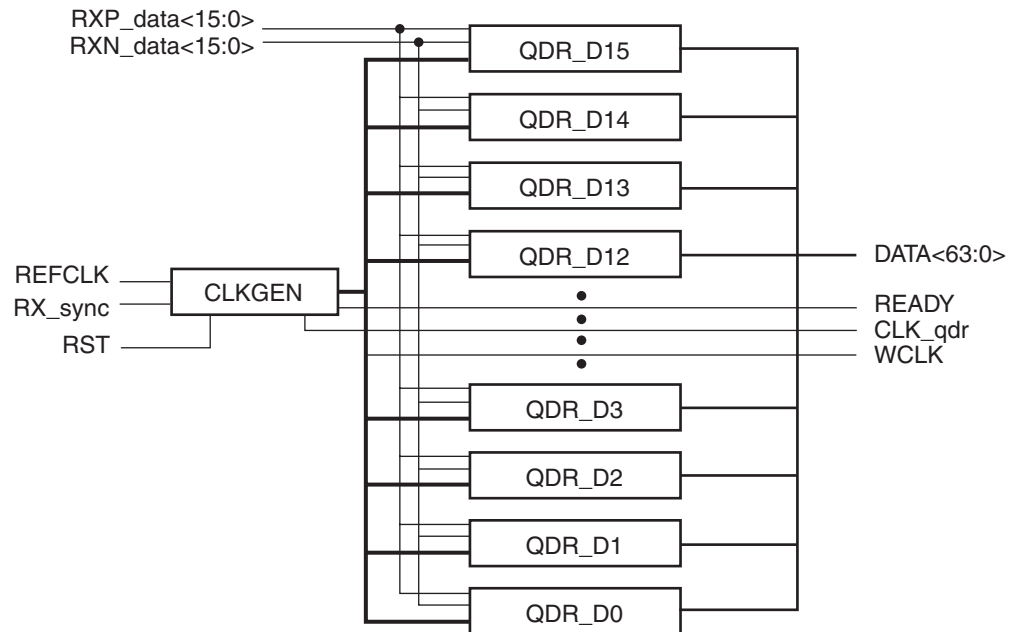 RXP_data<15:0>
RXN_data<15:0>
QDR_D15
QDR_D14
QDR_D13
QDR_D12
DATA<63:0>
REFCLK
CLKGEN
RX_sync
READY
CLK_qdr
RST
WCLK
QDR_D3
QDR_D2
QDR_D1
QDR_D0